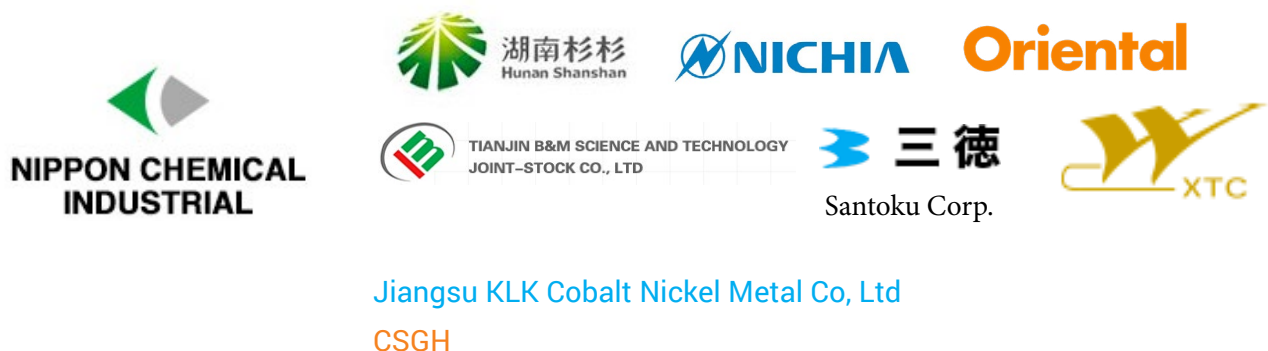 NIPPON CHEMICAL
INDUSTRIAL
湖南杉杉
Hunan Shanshan
NICHIA
Oriental
TIANJIN B&M SCIENCE AND TECHNOLOGY
JOINT-STOCK CO., LTD
三徳
Santoku Corp.
XTC
Jiangsu KLK Cobalt Nickel Metal Co, Ltd
CSGH